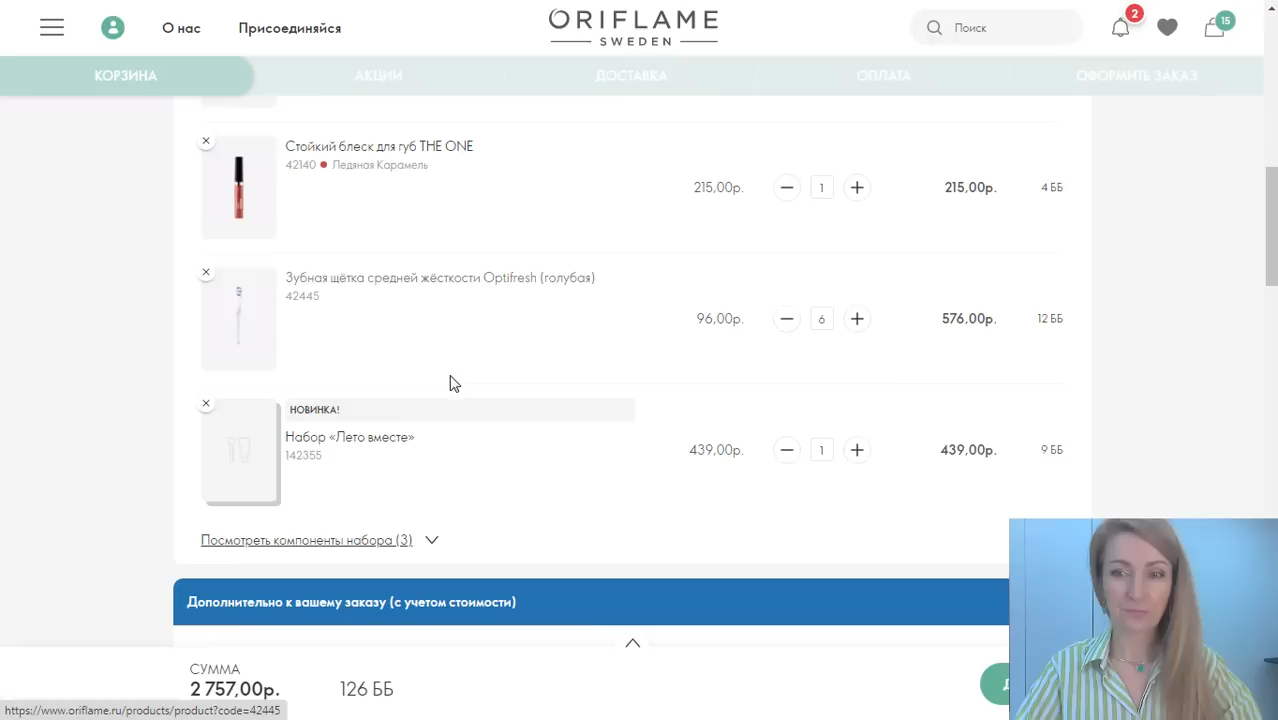 О нас
Присоединяйся
ORIFLAME
SWEDEN
Поиск
2
15
КОРЗИНА
АКЦИИ
ДОСТАВКА
ОПЛАТА
ОФОРМИТЬ ЗАКАЗ
Стойкий блеск для губ THE ONE
42140 Ледяная Карамель
215,00р. 1 215,00р. 4 ББ
Зубная щётка средней жёсткости Optifresh (голубая)
42445
96,00р. 6 576,00р. 12 ББ
НОВИНКА!
Набор «Лето вместе»
142355
439,00р. 1 439,00р. 9 ББ
Посмотреть компоненты набора (3)
Дополнительно к вашему заказу (с учетом стоимости)
СУММА
2 757,00р. 126 ББ
https://www.oriflame.ru/products/product?code=42445